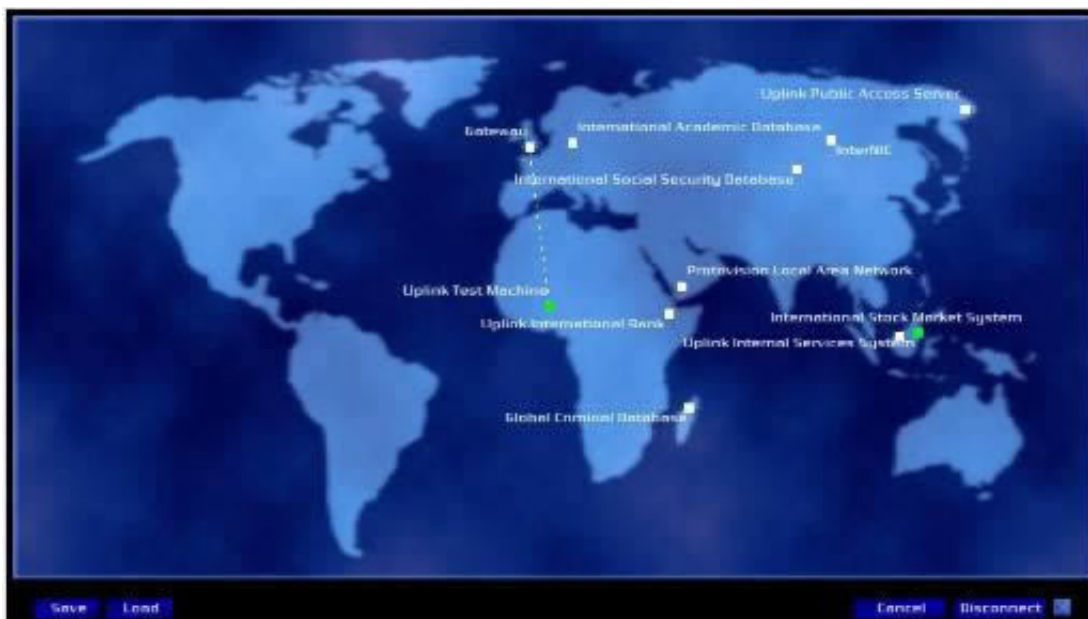 Uplink Public Access Server
Gateway
International Academic Database
InterNIC
International Social Security Database
Protovision Local Area Network
Uplink Test Machine
Uplink International Bank
International Stock Market System
Uplink Internal Services System
Global Criminal Database
Save
Load
Cancel
Disconnect